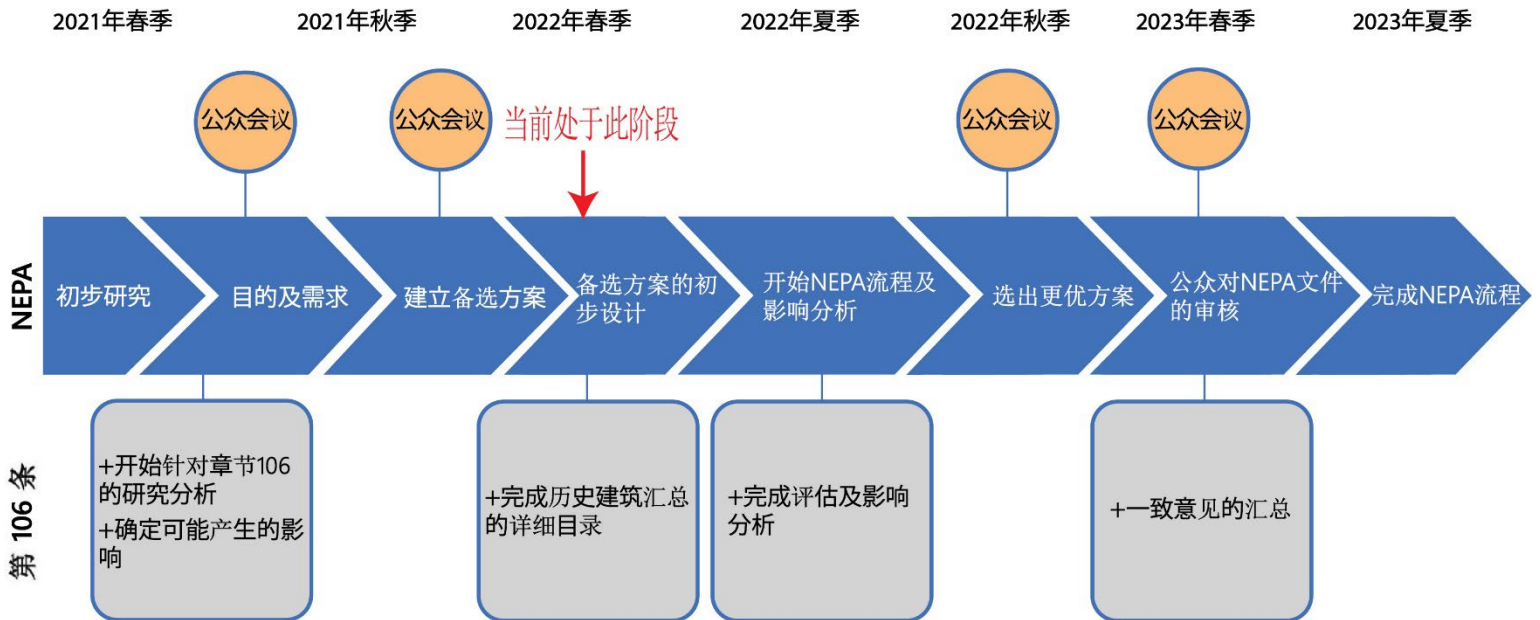 2021年春季
2021年秋季
2022年春季
2022年夏季
2022年秋季
2023年春季
2023年夏季
公众会议
公众会议
当前处于此阶段
公众会议
公众会议
NEPA
初步研究
目的及需求
建立备选方案
备选方案的初
步设计
开始NEPA流程及
影响分析
选出更优方案
公众对NEPA文件
的审核
完成NEPA流程
第 106 条
+开始针对章节106
的研究分析
+确定可能产生的影
响
+完成历史建筑汇总
的详细目录
+完成评估及影响
分析
+一致意见的汇总